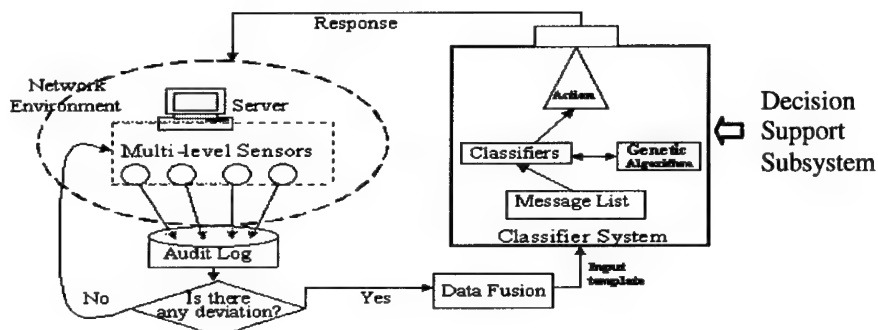 Response
Network
Environment
Server
Multi-level Sensors
Audit Log
Is there
any deviation?
No
Yes
Data Fusion
Input
template
Action
Classifiers
Genetic
Algorithm
Message List
Classifier System
Decision
Support
Subsystem